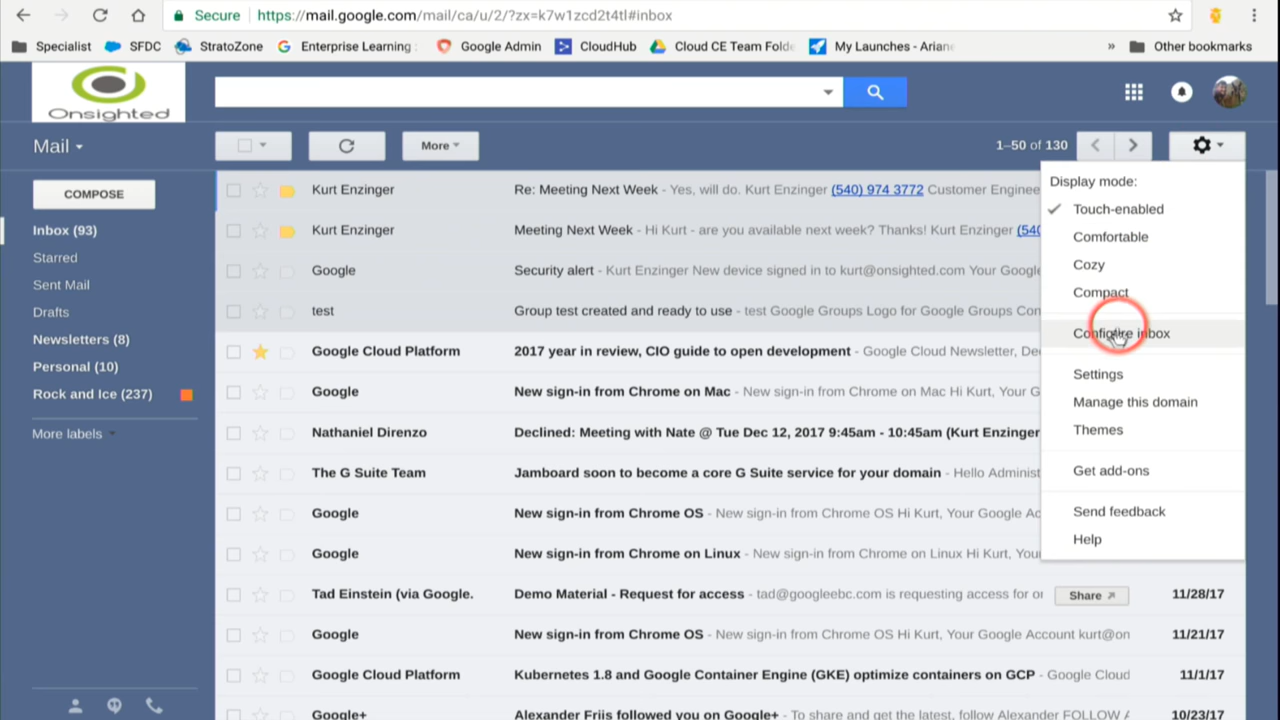 Secure https://mail.google.com/mail/ca/u/2/?zx=k7w1zcd2t4tl#inbox
Specialist SFDC StratoZone Enterprise Learning Google Admin CloudHub Cloud CE Team Folde My Launches - Ariane » Other bookmarks
Onsighted
Mail
More
1–50 of 130
COMPOSE
Inbox (93)
Starred
Sent Mail
Drafts
Newsletters (8)
Personal (10)
Rock and Ice (237)
More labels
Kurt Enzinger Re: Meeting Next Week - Yes, will do. Kurt Enzinger (540) 974 3772 Customer Enginee
Kurt Enzinger Meeting Next Week - Hi Kurt - are you available next week? Thanks! Kurt Enzinger (540
Google Security alert - Kurt Enzinger New device signed in to kurt@onsighted.com Your Google
test Group test created and ready to use - test Google Groups Logo for Google Groups Con
Google Cloud Platform 2017 year in review, CIO guide to open development - Google Cloud Newsletter, De
Google New sign-in from Chrome on Mac - New sign-in from Chrome on Mac Hi Kurt, Your G
Nathaniel Direnzo Declined: Meeting with Nate @ Tue Dec 12, 2017 9:45am - 10:45am (Kurt Enzinger
The G Suite Team Jamboard soon to become a core G Suite service for your domain - Hello Administ
Google New sign-in from Chrome OS - New sign-in from Chrome OS Hi Kurt, Your Google Ac
Google New sign-in from Chrome on Linux - New sign-in from Chrome on Linux Hi Kurt, You
Tad Einstein (via Google. Demo Material - Request for access - tad@googleebc.com is requesting access for or Share 11/28/17
Google New sign-in from Chrome OS - New sign-in from Chrome OS Hi Kurt, Your Google Account kurt@on 11/21/17
Google Cloud Platform Kubernetes 1.8 and Google Container Engine (GKE) optimize containers on GCP - Google Cloud 11/1/17
Google+ Alexander Friis followed you on Google+ - To share and get the latest, follow Alexander FOLLOW A 10/23/17
Display mode:
Touch-enabled
Comfortable
Cozy
Compact
Configure inbox
Settings
Manage this domain
Themes
Get add-ons
Send feedback
Help